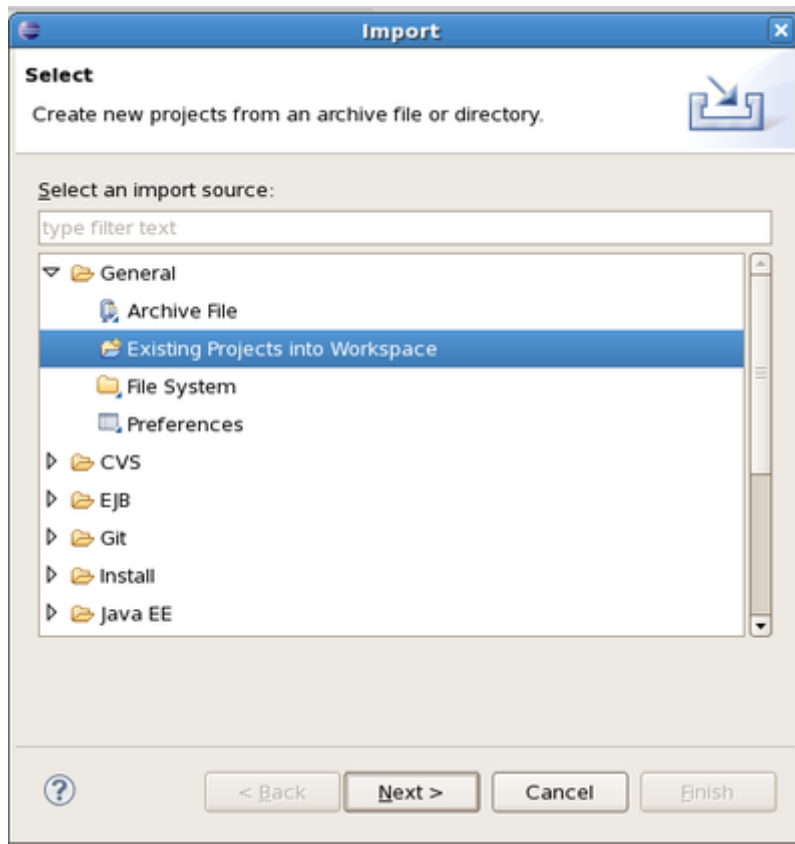 Import
Select
Create new projects from an archive file or directory.
Select an import source:
type filter text
General
Archive File
Existing Projects into Workspace
File System
Preferences
CVS
EJB
Git
Install
Java EE
? < Back Next > Cancel Finish